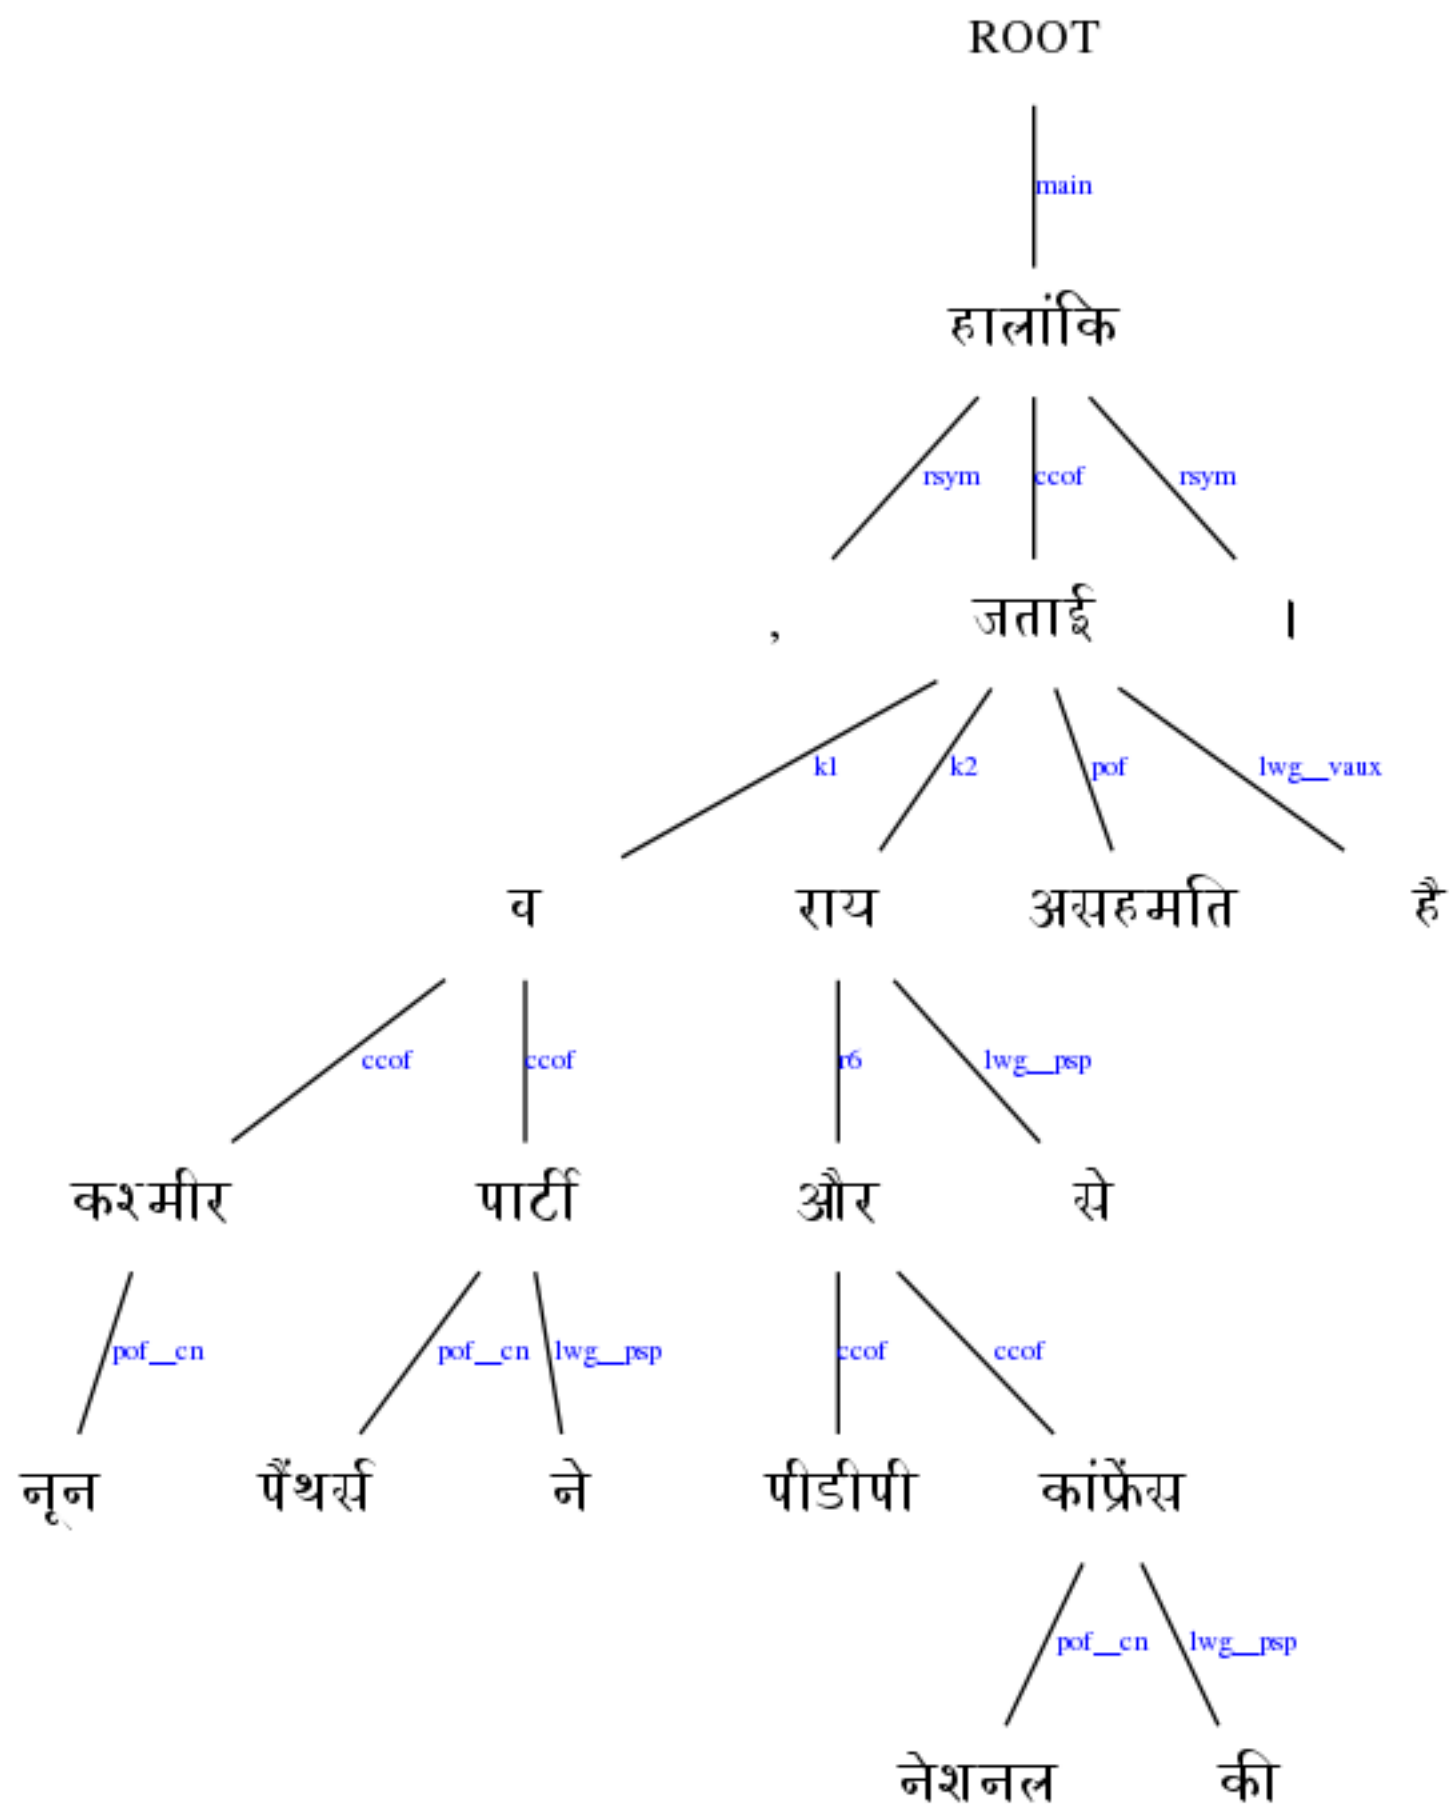 ROOT
main
हालांकि
rsym ccof rsym
, जताई ।
k1 k2 pof lwg__vaux
व राय असहमति है
ccof ccof r6 lwg__psp
कश्मीर पार्टी और से
pof__cn pof__cn lwg__psp ccof ccof
नून पैंथर्स ने पीडीपी कांफ्रेंस
pof__cn lwg__psp
नेशनल की